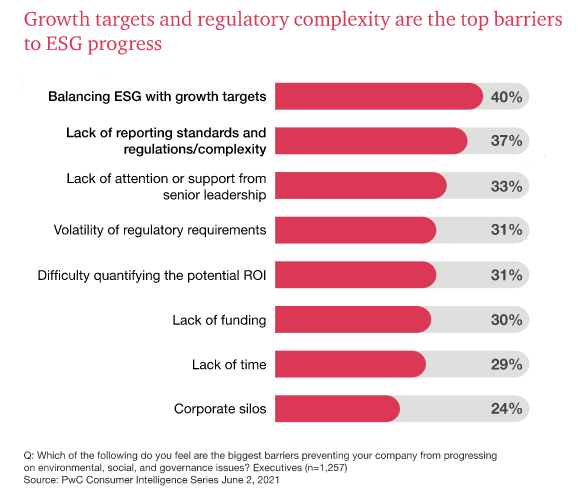 Growth targets and regulatory complexity are the top barriers
to ESG progress
Balancing ESG with growth targets 40%
Lack of reporting standards and
regulations/complexity 37%
Lack of attention or support from
senior leadership 33%
Volatility of regulatory requirements 31%
Difficulty quantifying the potential ROI 31%
Lack of funding 30%
Lack of time 29%
Corporate silos 24%
Q: Which of the following do you feel are the biggest barriers preventing your company from progressing
on environmental, social, and governance issues? Executives (n=1,257)
Source: PwC Consumer Intelligence Series June 2, 2021